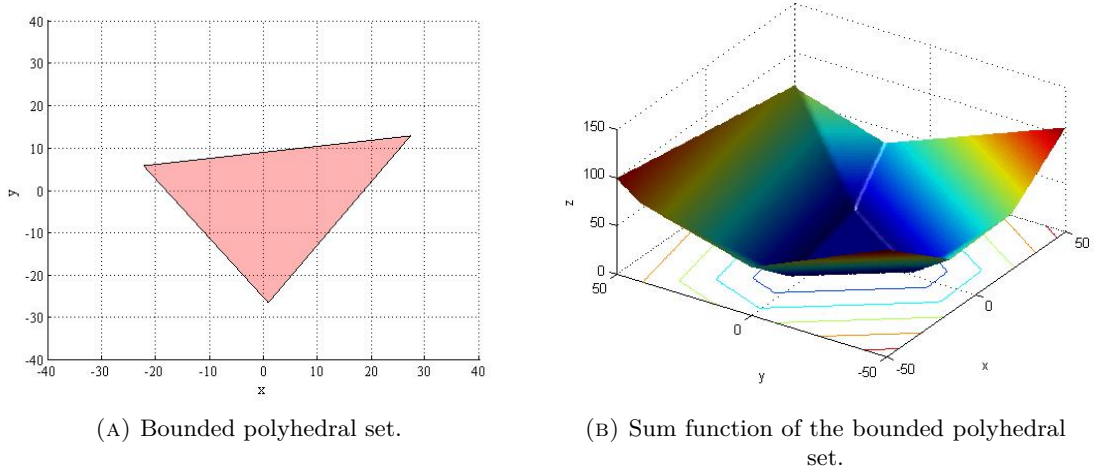 40
30
20
10
0
-10
-20
-30
-40
-40 -30 -20 -10 0 10 20 30 40
x
y
150
100
50
0
z
50
0
-50
y
-50
0
50
x
(A) Bounded polyhedral set.
(B) Sum function of the bounded polyhedral
set.